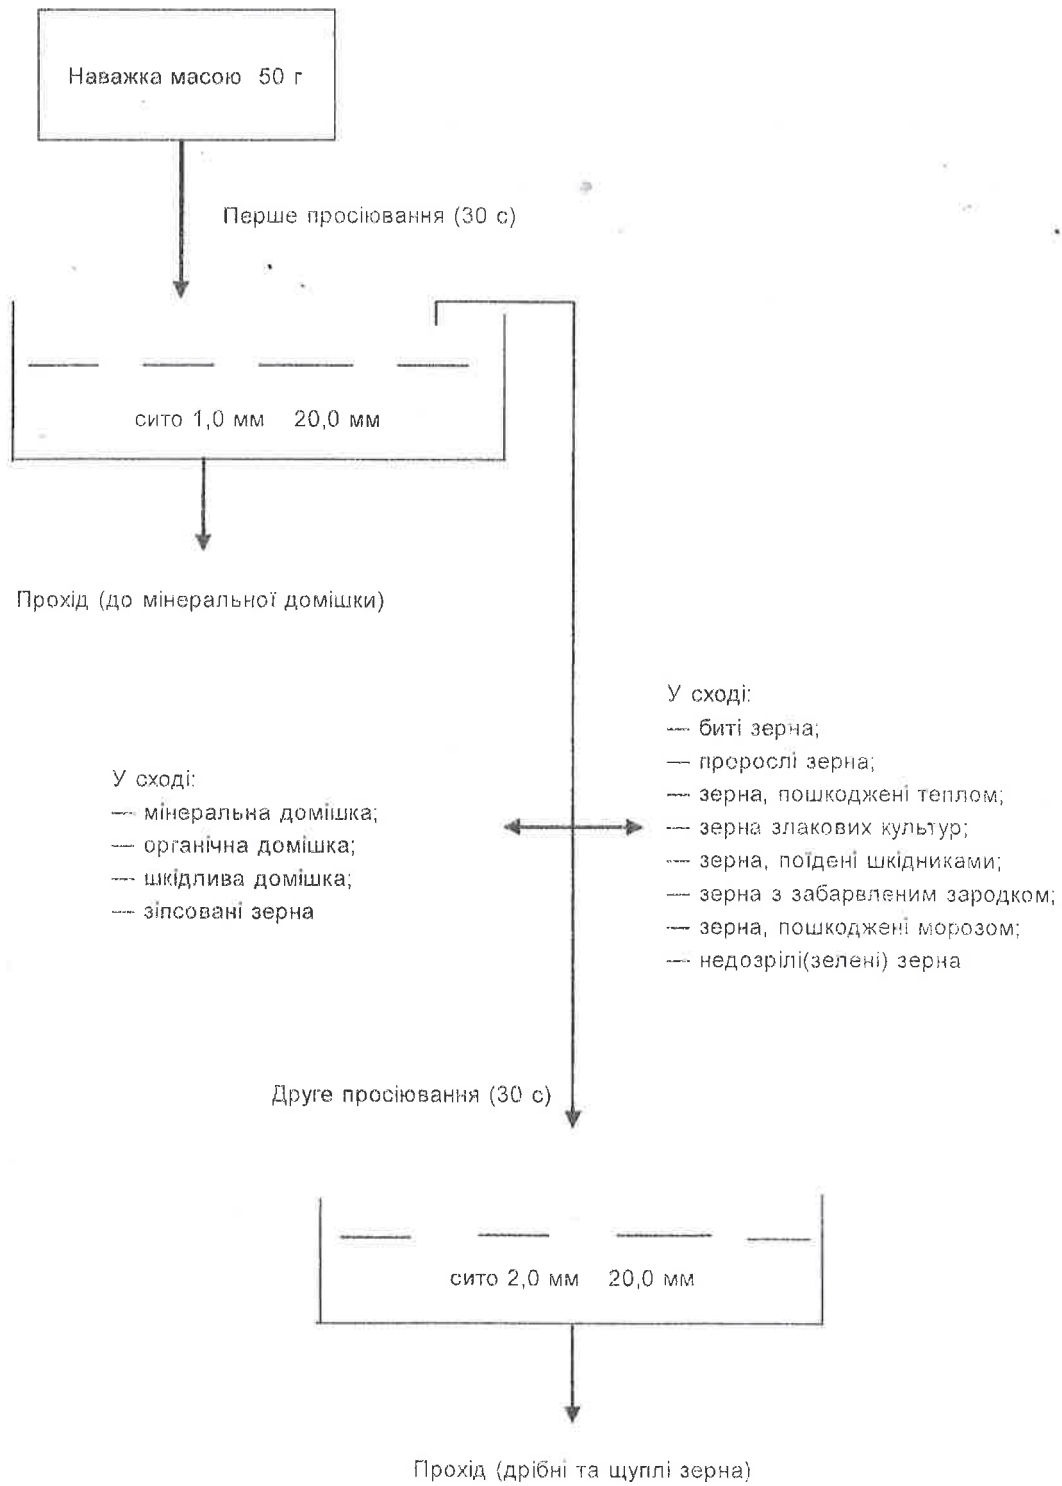 Наважка масою 50 г
Перше просіювання (30 с)
сито 1,0 мм 20,0 мм
Прохід (до мінеральної домішки)
У сході:
— мінеральна домішка;
— органічна домішка;
— шкідлива домішка;
— зіпсовані зерна
У сході:
— биті зерна;
— пророслі зерна;
— зерна, пошкоджені теплом;
— зерна злакових культур;
— зерна, поїдені шкідниками;
— зерна з забарвленим зародком;
— зерна, пошкоджені морозом;
— недозрілі(зелені) зерна
Друге просіювання (30 с)
сито 2,0 мм 20,0 мм
Прохід (дрібні та щуплі зерна)